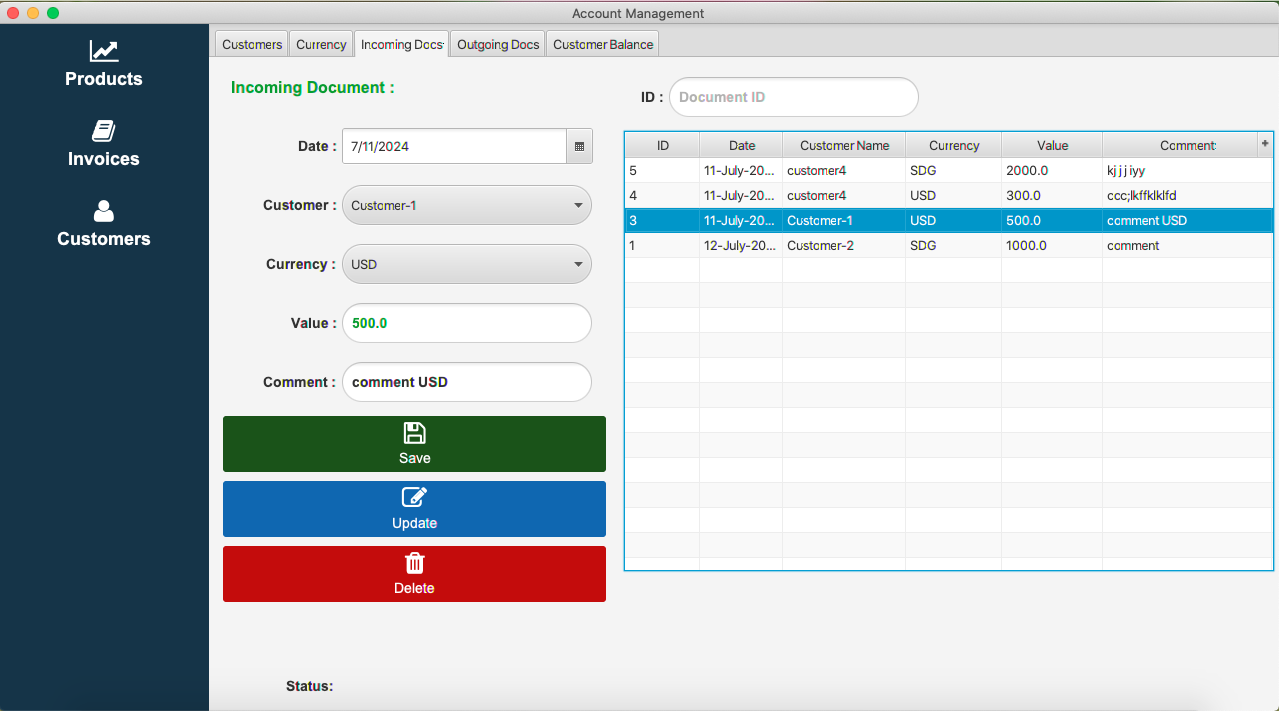 Account Management
Products
Invoices
Customers
Customers Currency Incoming Docs Outgoing Docs Customer Balance
Incoming Document :
Date : 7/11/2024
Customer : Customer-1
Currency : USD
Value : 500.0
Comment : comment USD
Save
Update
Delete
Status:
ID : Document ID
ID Date Customer Name Currency Value Comment +
5 11-July-20... customer4 SDG 2000.0 kjjjiyy
4 11-July-20... customer4 USD 300.0 ccc;lkffklklfd
3 11-July-20... Customer-1 USD 500.0 comment USD
1 12-July-20... Customer-2 SDG 1000.0 comment